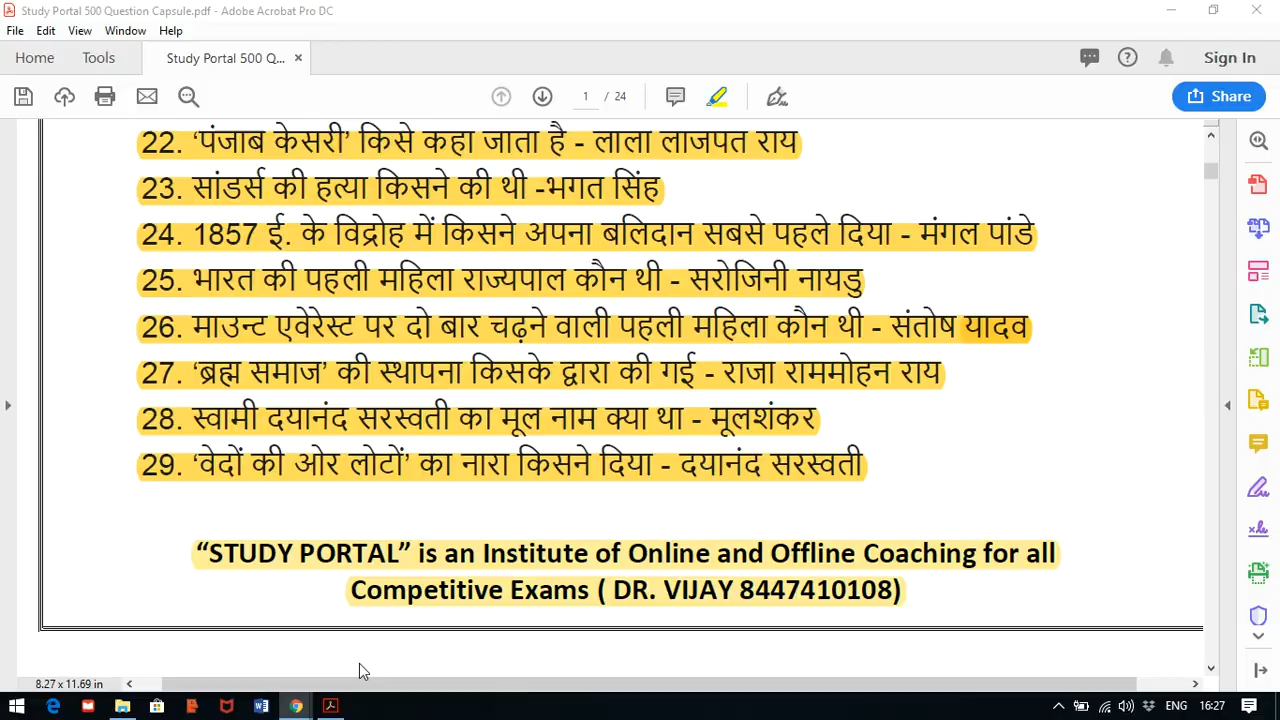 Study Portal 500 Question Capsule.pdf - Adobe Acrobat Pro DC
File Edit View Window Help
Home Tools Study Portal 500 Q... × Sign In
1 / 24 Share
22. ‘पंजाब केसरी’ किसे कहा जाता है - लाला लाजपत राय
23. सांडर्स की हत्या किसने की थी -भगत सिंह
24. 1857 ई. के विद्रोह में किसने अपना बलिदान सबसे पहले दिया - मंगल पांडे
25. भारत की पहली महिला राज्यपाल कौन थी - सरोजिनी नायडु
26. माउन्ट एवेरेस्ट पर दो बार चढ़ने वाली पहली महिला कौन थी - संतोष यादव
27. ‘ब्रह्म समाज’ की स्थापना किसके द्वारा की गई - राजा राममोहन राय
28. स्वामी दयानंद सरस्वती का मूल नाम क्या था - मूलशंकर
29. ‘वेदों की ओर लोटों’ का नारा किसने दिया - दयानंद सरस्वती
“STUDY PORTAL” is an Institute of Online and Offline Coaching for all
Competitive Exams ( DR. VIJAY 8447410108)
8.27 x 11.69 in
ENG 16:27